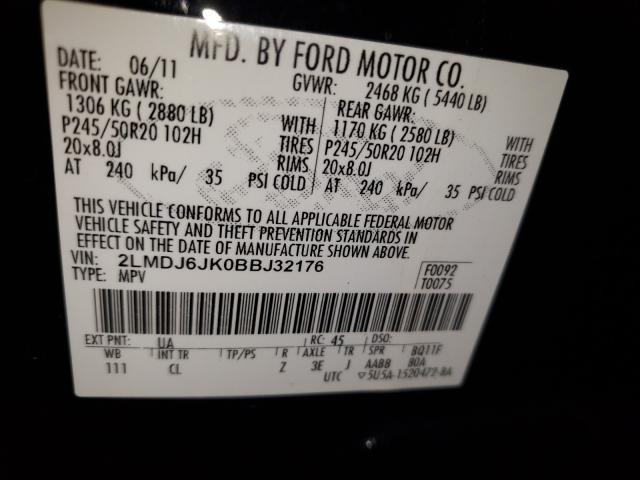 MFD. BY FORD MOTOR CO.
DATE: 06/11 GVWR: 2468 KG ( 5440 LB)
FRONT GAWR: REAR GAWR:
1306 KG ( 2880 LB) WITH 1170 KG ( 2580 LB) WITH
P245/50R20 102H TIRES P245/50R20 102H TIRES
20x8.0J RIMS 20x8.0J RIMS
AT 240 kPa/ 35 PSI COLD AT 240 kPa/ 35 PSI COLD
THIS VEHICLE CONFORMS TO ALL APPLICABLE FEDERAL MOTOR
VEHICLE SAFETY AND THEFT PREVENTION STANDARDS IN
EFFECT ON THE DATE OF MANUFACTURE SHOWN ABOVE.
VIN: 2LMDJ6JK0BBJ32176 F0092
TYPE: MPV T0075
EXT PNT: UA RC: 45 DSO:
WB INT TR TP/PS R AXLE TR SPR BQ11F
111 CL Z 3E J AABB BOA
UTC ▽5U5A-1520472-BA